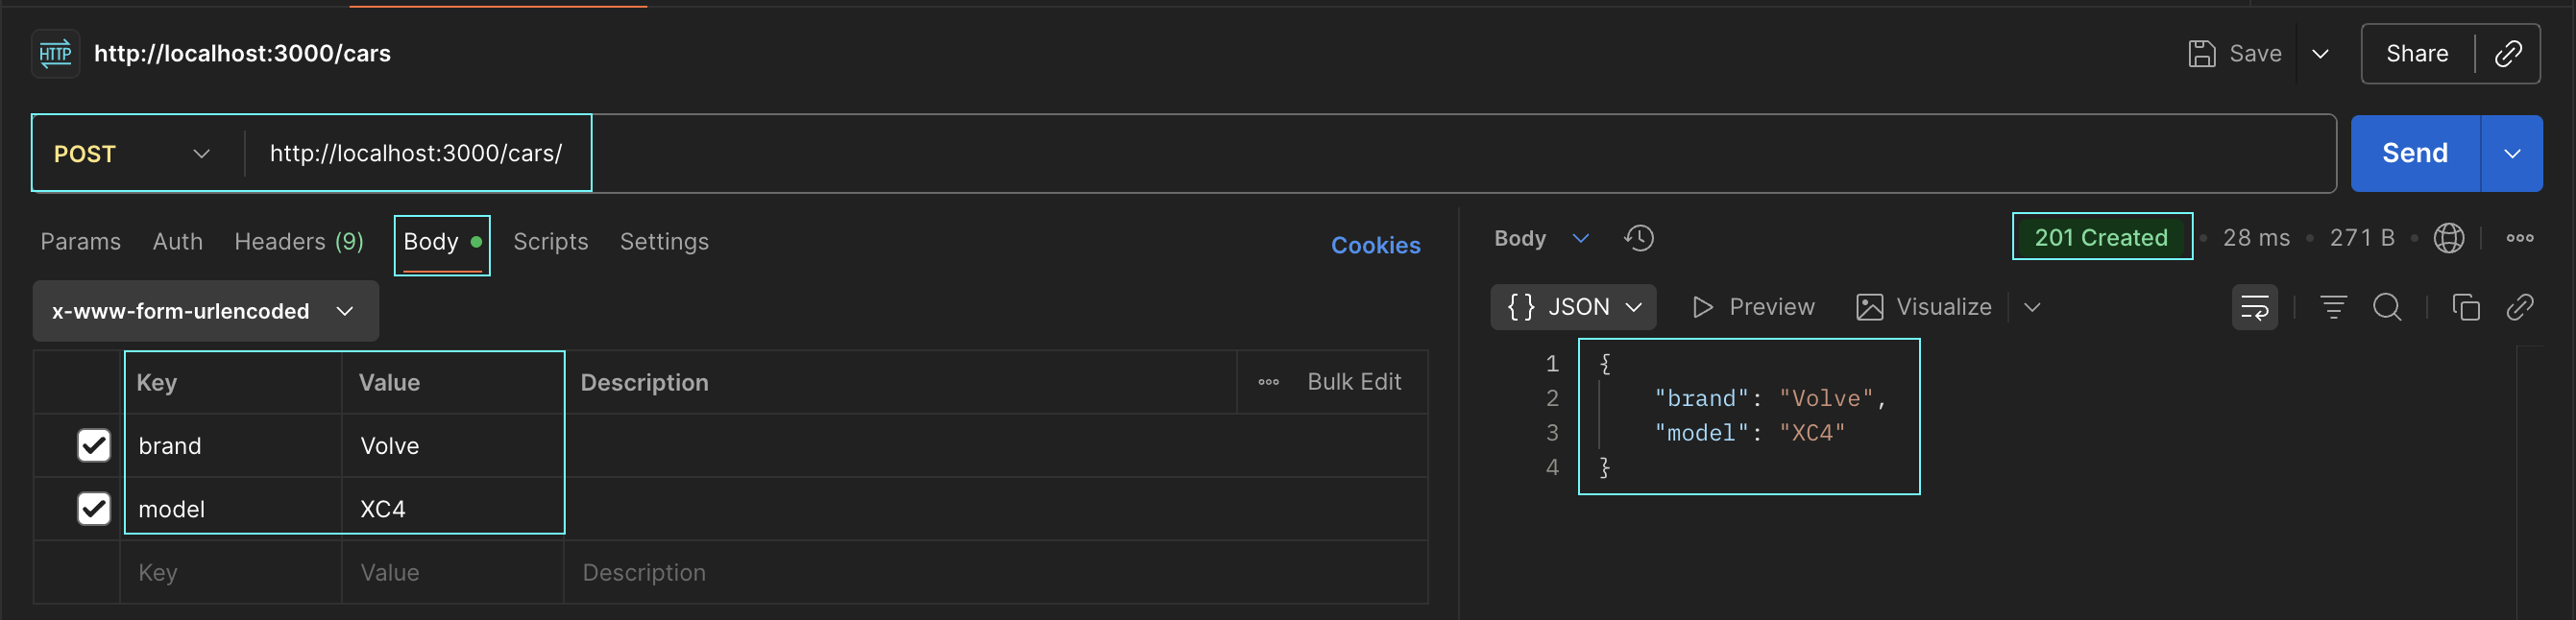 HTTP http://localhost:3000/cars Save Share
POST http://localhost:3000/cars/ Send
Params Auth Headers (9) Body Scripts Settings Cookies
x-www-form-urlencoded
Key Value Description Bulk Edit
brand Volve
model XC4
Key Value Description
Body 201 Created 28 ms 271 B
{} JSON Preview Visualize
1 {
2 "brand": "Volve",
3 "model": "XC4"
4 }